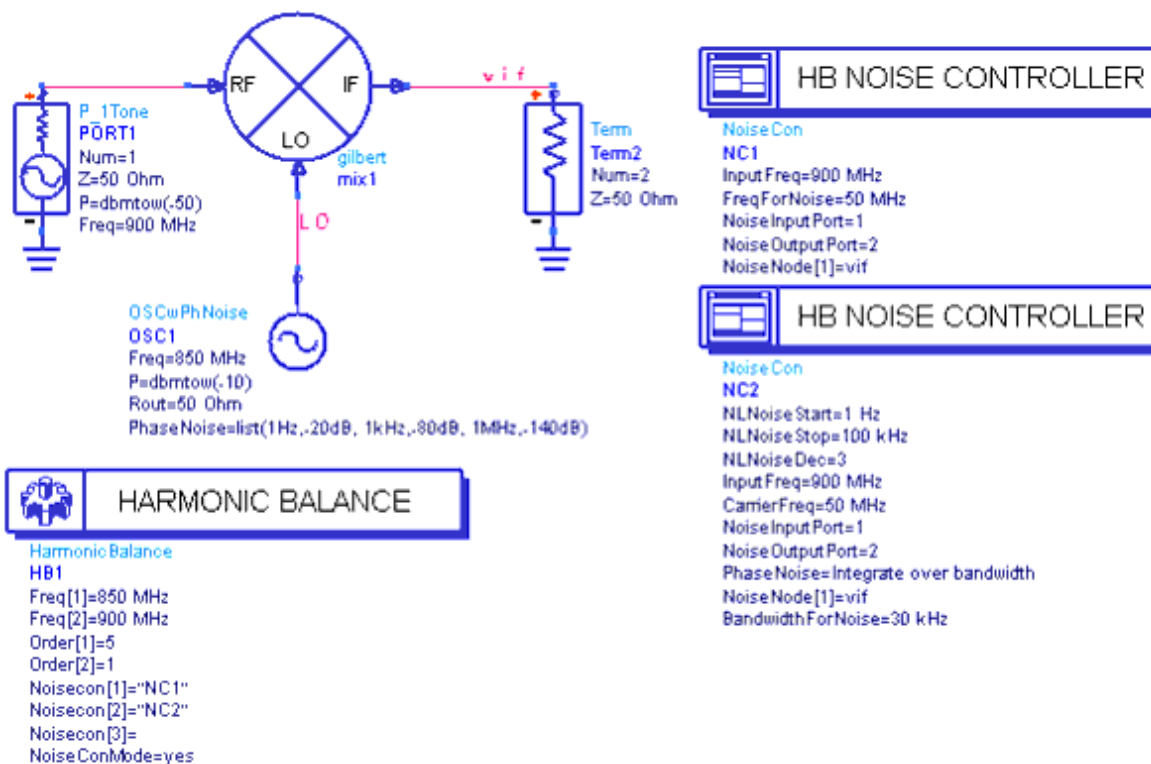 RF
IF
LO
vif
P_1Tone
PORT1
Num=1
Z=50 Ohm
P=dbmtow(-50)
Freq=900 MHz
gilbert
mix1
Term
Term2
Num=2
Z=50 Ohm
LO
OSCwPhNoise
OSC1
Freq=850 MHz
P=dbmtow(-10)
Rout=50 Ohm
PhaseNoise=list(1Hz,-20dB, 1kHz,-80dB, 1MHz,-140dB)
HARMONIC BALANCE
HarmonicBalance
HB1
Freq[1]=850 MHz
Freq[2]=900 MHz
Order[1]=5
Order[2]=1
Noisecon[1]="NC1"
Noisecon[2]="NC2"
Noisecon[3]=
NoiseConMode=yes
HB NOISE CONTROLLER
NoiseCon
NC1
InputFreq=900 MHz
FreqForNoise=50 MHz
NoiseInputPort=1
NoiseOutputPort=2
NoiseNode[1]=vif
HB NOISE CONTROLLER
NoiseCon
NC2
NLNoiseStart=1 Hz
NLNoiseStop=100 kHz
NLNoiseDec=3
InputFreq=900 MHz
CarrierFreq=50 MHz
NoiseInputPort=1
NoiseOutputPort=2
PhaseNoise=Integrate over bandwidth
NoiseNode[1]=vif
BandwidthForNoise=30 kHz